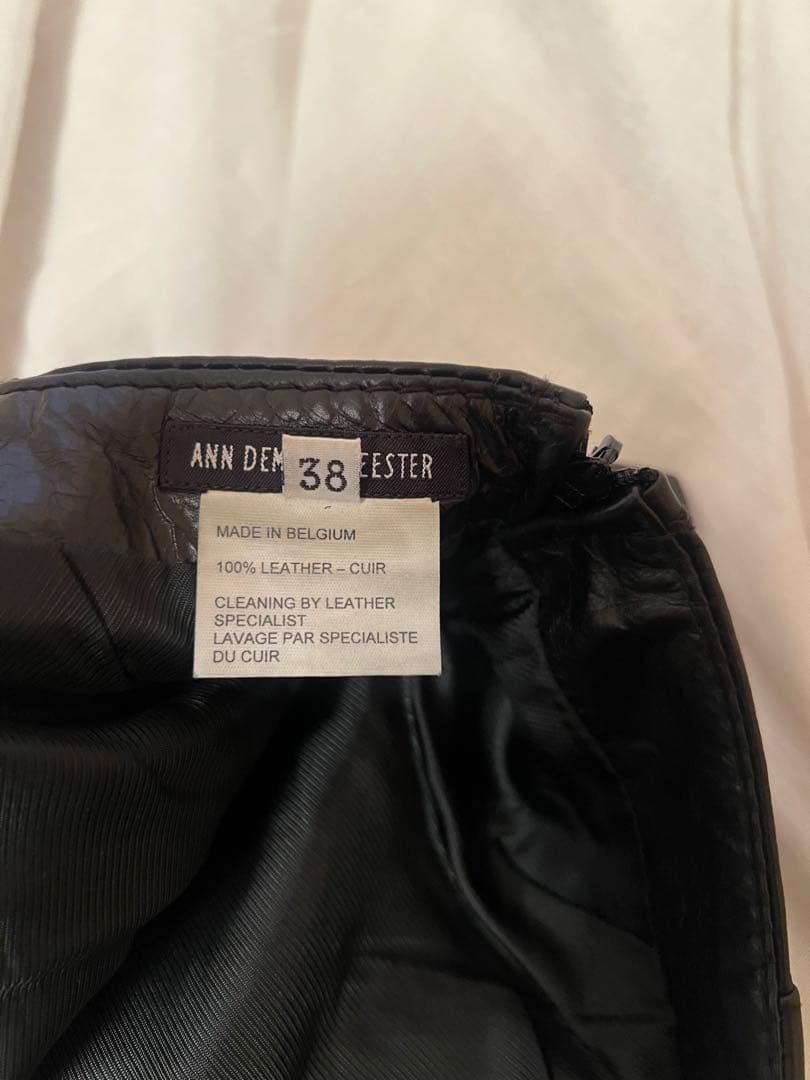 ANN DEM EESTER
38
MADE IN BELGIUM
100% LEATHER – CUIR
CLEANING BY LEATHER
SPECIALIST
LAVAGE PAR SPECIALISTE
DU CUIR